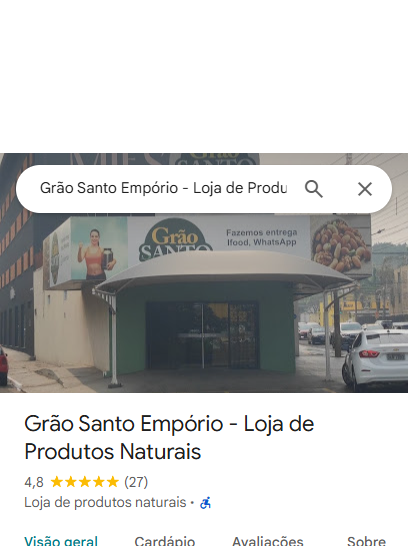 Grão Santo Empório - Loja de Produ
Grão
SANTO
Fazemos entrega
Ifood, WhatsApp
Grão Santo Empório - Loja de
Produtos Naturais
4,8 (27)
Loja de produtos naturais ·
Visão geral Cardápio Avaliações Sobre